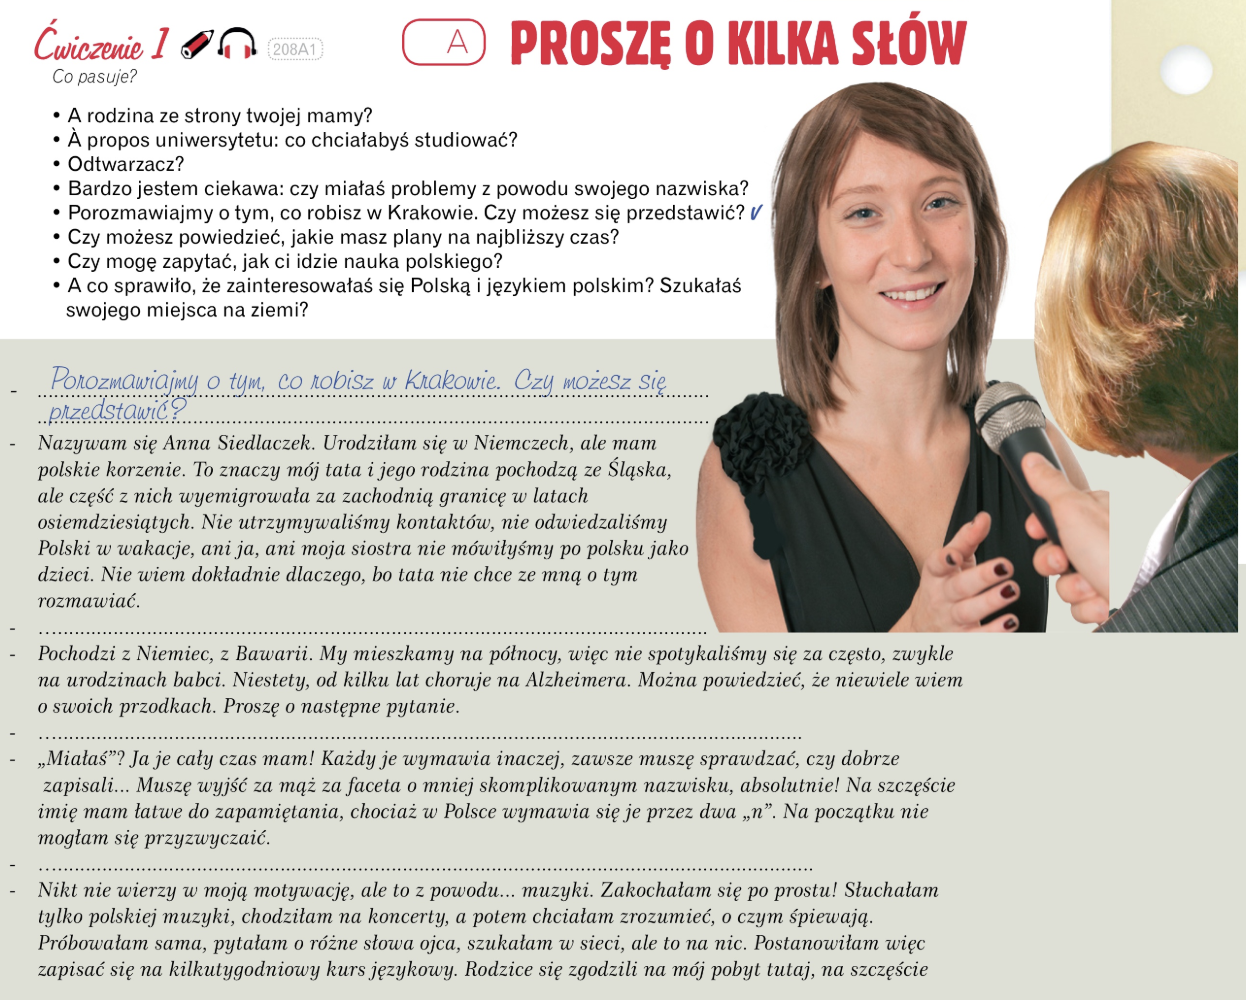 Ćwiczenie 1
208A1
A
PROSZĘ O KILKA SŁÓW
Co pasuje?
• A rodzina ze strony twojej mamy?
• À propos uniwersytetu: co chciałabyś studiować?
• Odtwarzacz?
• Bardzo jestem ciekawa: czy miałaś problemy z powodu swojego nazwiska?
• Porozmawiajmy o tym, co robisz w Krakowie. Czy możesz się przedstawić? ✓
• Czy możesz powiedzieć, jakie masz plany na najbliższy czas?
• Czy mogę zapytać, jak ci idzie nauka polskiego?
• A co sprawiło, że zainteresowałaś się Polską i językiem polskim? Szukałaś
swojego miejsca na ziemi?
- Porozmawiajmy o tym, co robisz w Krakowie. Czy możesz się
przedstawić?
- Nazywam się Anna Siedlaczek. Urodziłam się w Niemczech, ale mam
polskie korzenie. To znaczy mój tata i jego rodzina pochodzą ze Śląska,
ale część z nich wyemigrowała za zachodnią granicę w latach
osiemdziesiątych. Nie utrzymywaliśmy kontaktów, nie odwiedzaliśmy
Polski w wakacje, ani ja, ani moja siostra nie mówiłyśmy po polsku jako
dzieci. Nie wiem dokładnie dlaczego, bo tata nie chce ze mną o tym
rozmawiać.
- ........................................................
- Pochodzi z Niemiec, z Bawarii. My mieszkamy na północy, więc nie spotykaliśmy się za często, zwykle
na urodzinach babci. Niestety, od kilku lat choruje na Alzheimera. Można powiedzieć, że niewiele wiem
o swoich przodkach. Proszę o następne pytanie.
- ........................................................
- „Miałaś”? Ja je cały czas mam! Każdy je wymawia inaczej, zawsze muszę sprawdzać, czy dobrze
zapisali... Muszę wyjść za mąż za faceta o mniej skomplikowanym nazwisku, absolutnie! Na szczęście
imię mam łatwe do zapamiętania, chociaż w Polsce wymawia się je przez dwa „n”. Na początku nie
mogłam się przyzwyczaić.
- ........................................................
- Nikt nie wierzy w moją motywację, ale to z powodu... muzyki. Zakochałam się po prostu! Słuchałam
tylko polskiej muzyki, chodziłam na koncerty, a potem chciałam zrozumieć, o czym śpiewają.
Próbowałam sama, pytałam o różne słowa ojca, szukałam w sieci, ale to na nic. Postanowiłam więc
zapisać się na kilkutygodniowy kurs językowy. Rodzice się zgodzili na mój pobyt tutaj, na szczęście